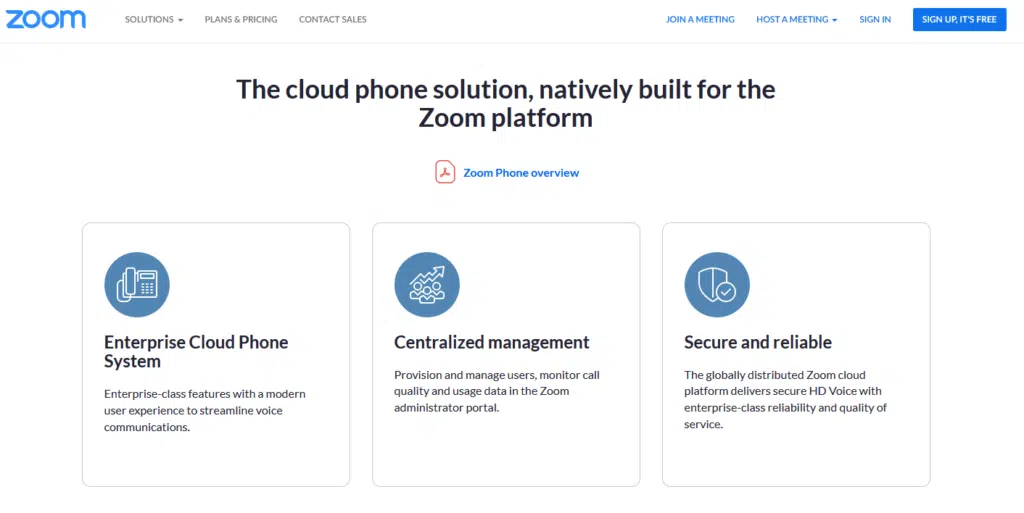 zoom
SOLUTIONS
PLANS & PRICING
CONTACT SALES
JOIN A MEETING
HOST A MEETING
SIGN IN
SIGN UP, IT'S FREE
The cloud phone solution, natively built for the
Zoom platform
Zoom Phone overview
Enterprise Cloud Phone
System
Enterprise-class features with a modern
user experience to streamline voice
communications.
Centralized management
Provision and manage users, monitor call
quality and usage data in the Zoom
administrator portal.
Secure and reliable
The globally distributed Zoom cloud
platform delivers secure HD Voice with
enterprise-class reliability and quality of
service.